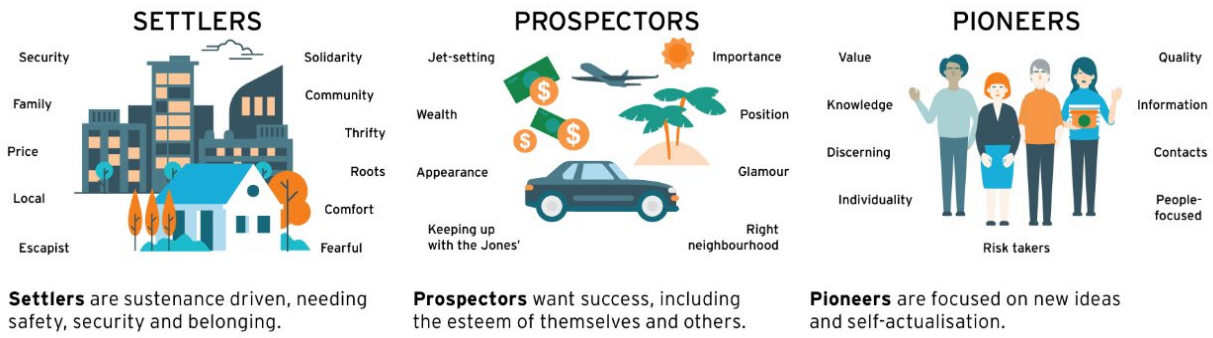 SETTLERS
Security
Family
Price
Local
Escapist
Solidarity
Community
Thrifty
Roots
Comfort
Fearful
Settlers are sustenance driven, needing
safety, security and belonging.
PROSPECTORS
Jet-setting
Wealth
Appearance
Keeping up
with the Jones'
$
$
$
Importance
Position
Glamour
Right
neighbourhood
Prospectors want success, including
the esteem of themselves and others.
PIONEERS
Value
Knowledge
Discerning
Individuality
Quality
Information
Contacts
People-
focused
Risk takers
Pioneers are focused on new ideas
and self-actualisation.